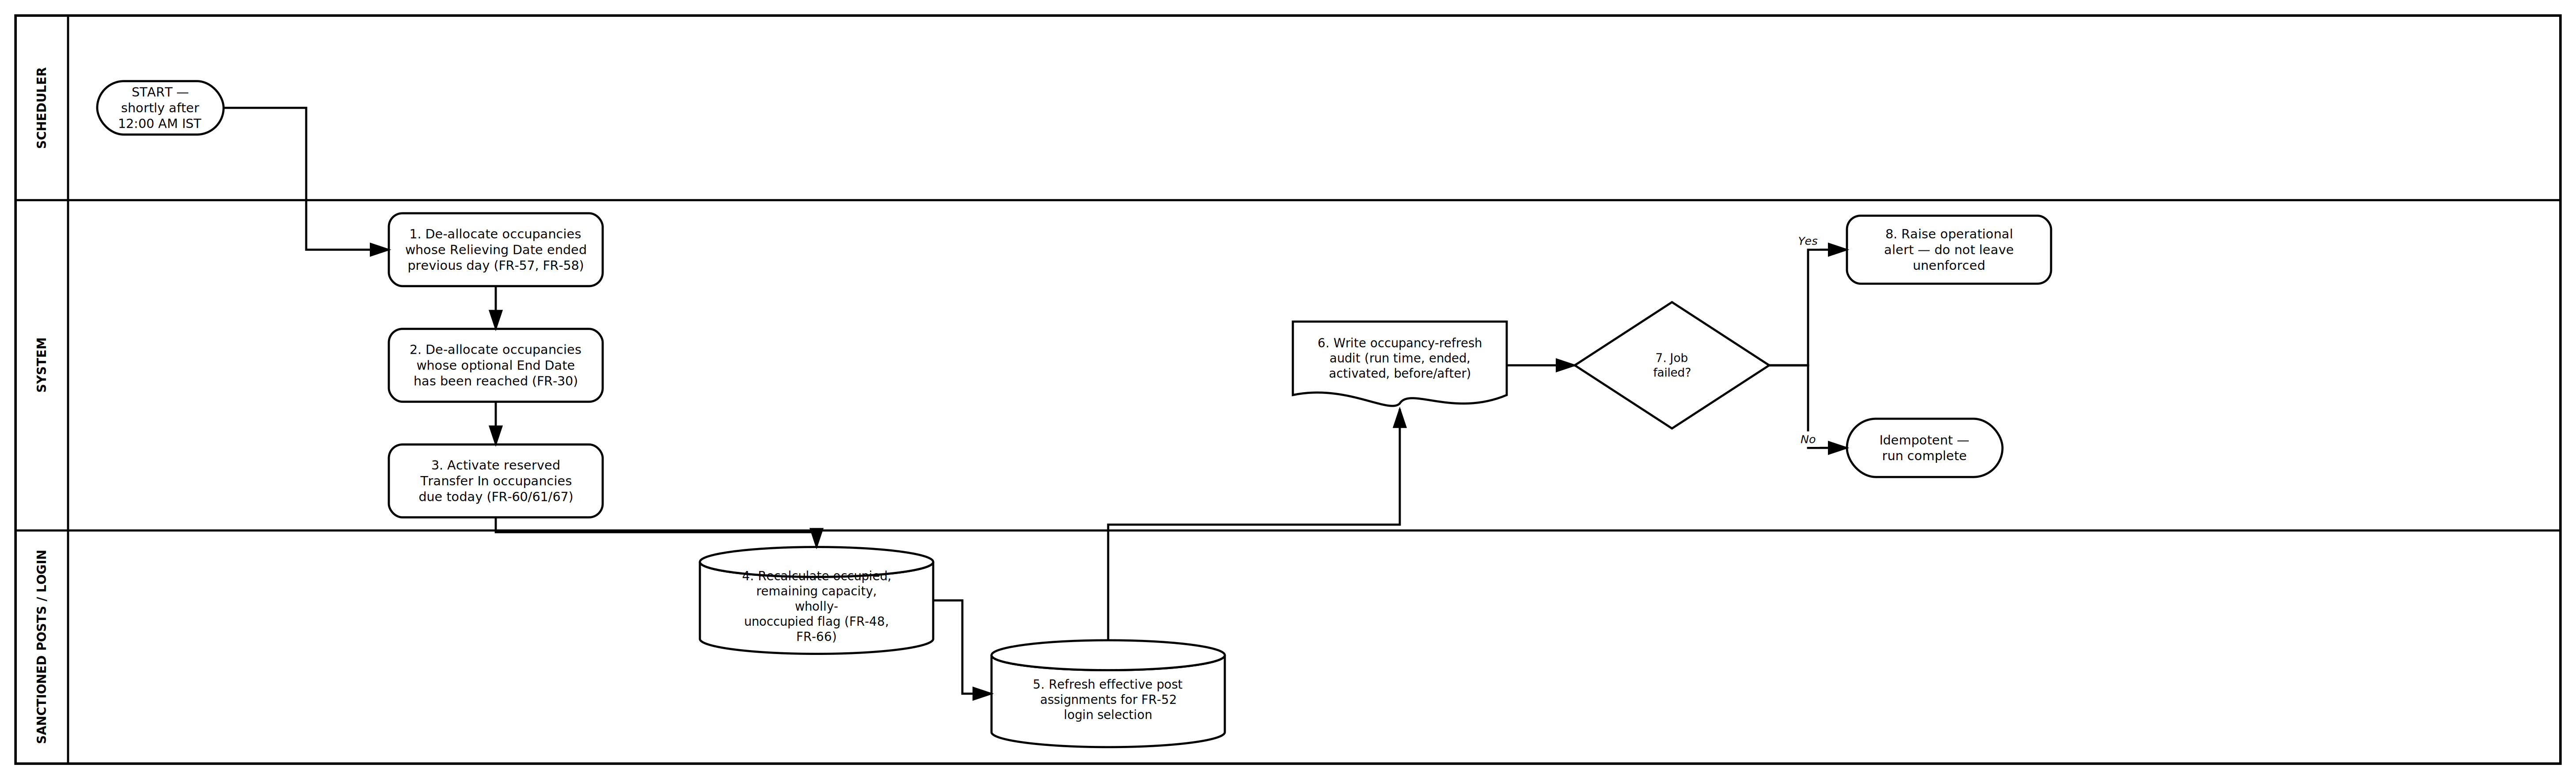 SCHEDULER
START —
shortly after
12:00 AM IST
SYSTEM
1. De-allocate occupancies
whose Relieving Date ended
previous day (FR-57, FR-58)
2. De-allocate occupancies
whose optional End Date
has been reached (FR-30)
3. Activate reserved
Transfer In occupancies
due today (FR-60/61/67)
6. Write occupancy-refresh
audit (run time, ended,
activated, before/after)
7. Job
failed?
Yes
8. Raise operational
alert — do not leave
unenforced
No
Idempotent —
run complete
SANCTIONED POSTS / LOGIN
4. Recalculate occupied,
remaining capacity,
wholly-
unoccupied flag (FR-48,
FR-66)
5. Refresh effective post
assignments for FR-52
login selection